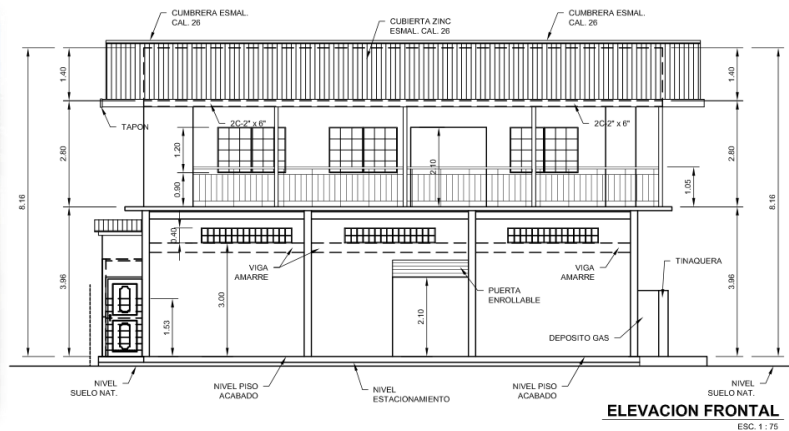 CUMBRERA ESMAL.
CAL. 26
CUBIERTA ZINC
ESMAL. CAL. 26
CUMBRERA ESMAL.
CAL. 26
8.16
1.40
1.40
8.16
TAPON
2C-2" x 6"
2C-2" x 6"
2.80
1.20
0.90
2.10
1.05
2.80
3.96
0.40
VIGA
AMARRE
VIGA
AMARRE
TINAQUERA
3.96
PUERTA
ENROLLABLE
1.53
3.00
2.10
DEPOSITO GAS
NIVEL
SUELO NAT.
NIVEL PISO
ACABADO
NIVEL
ESTACIONAMIENTO
NIVEL PISO
ACABADO
NIVEL
SUELO NAT.
ELEVACION FRONTAL
ESC. 1 : 75